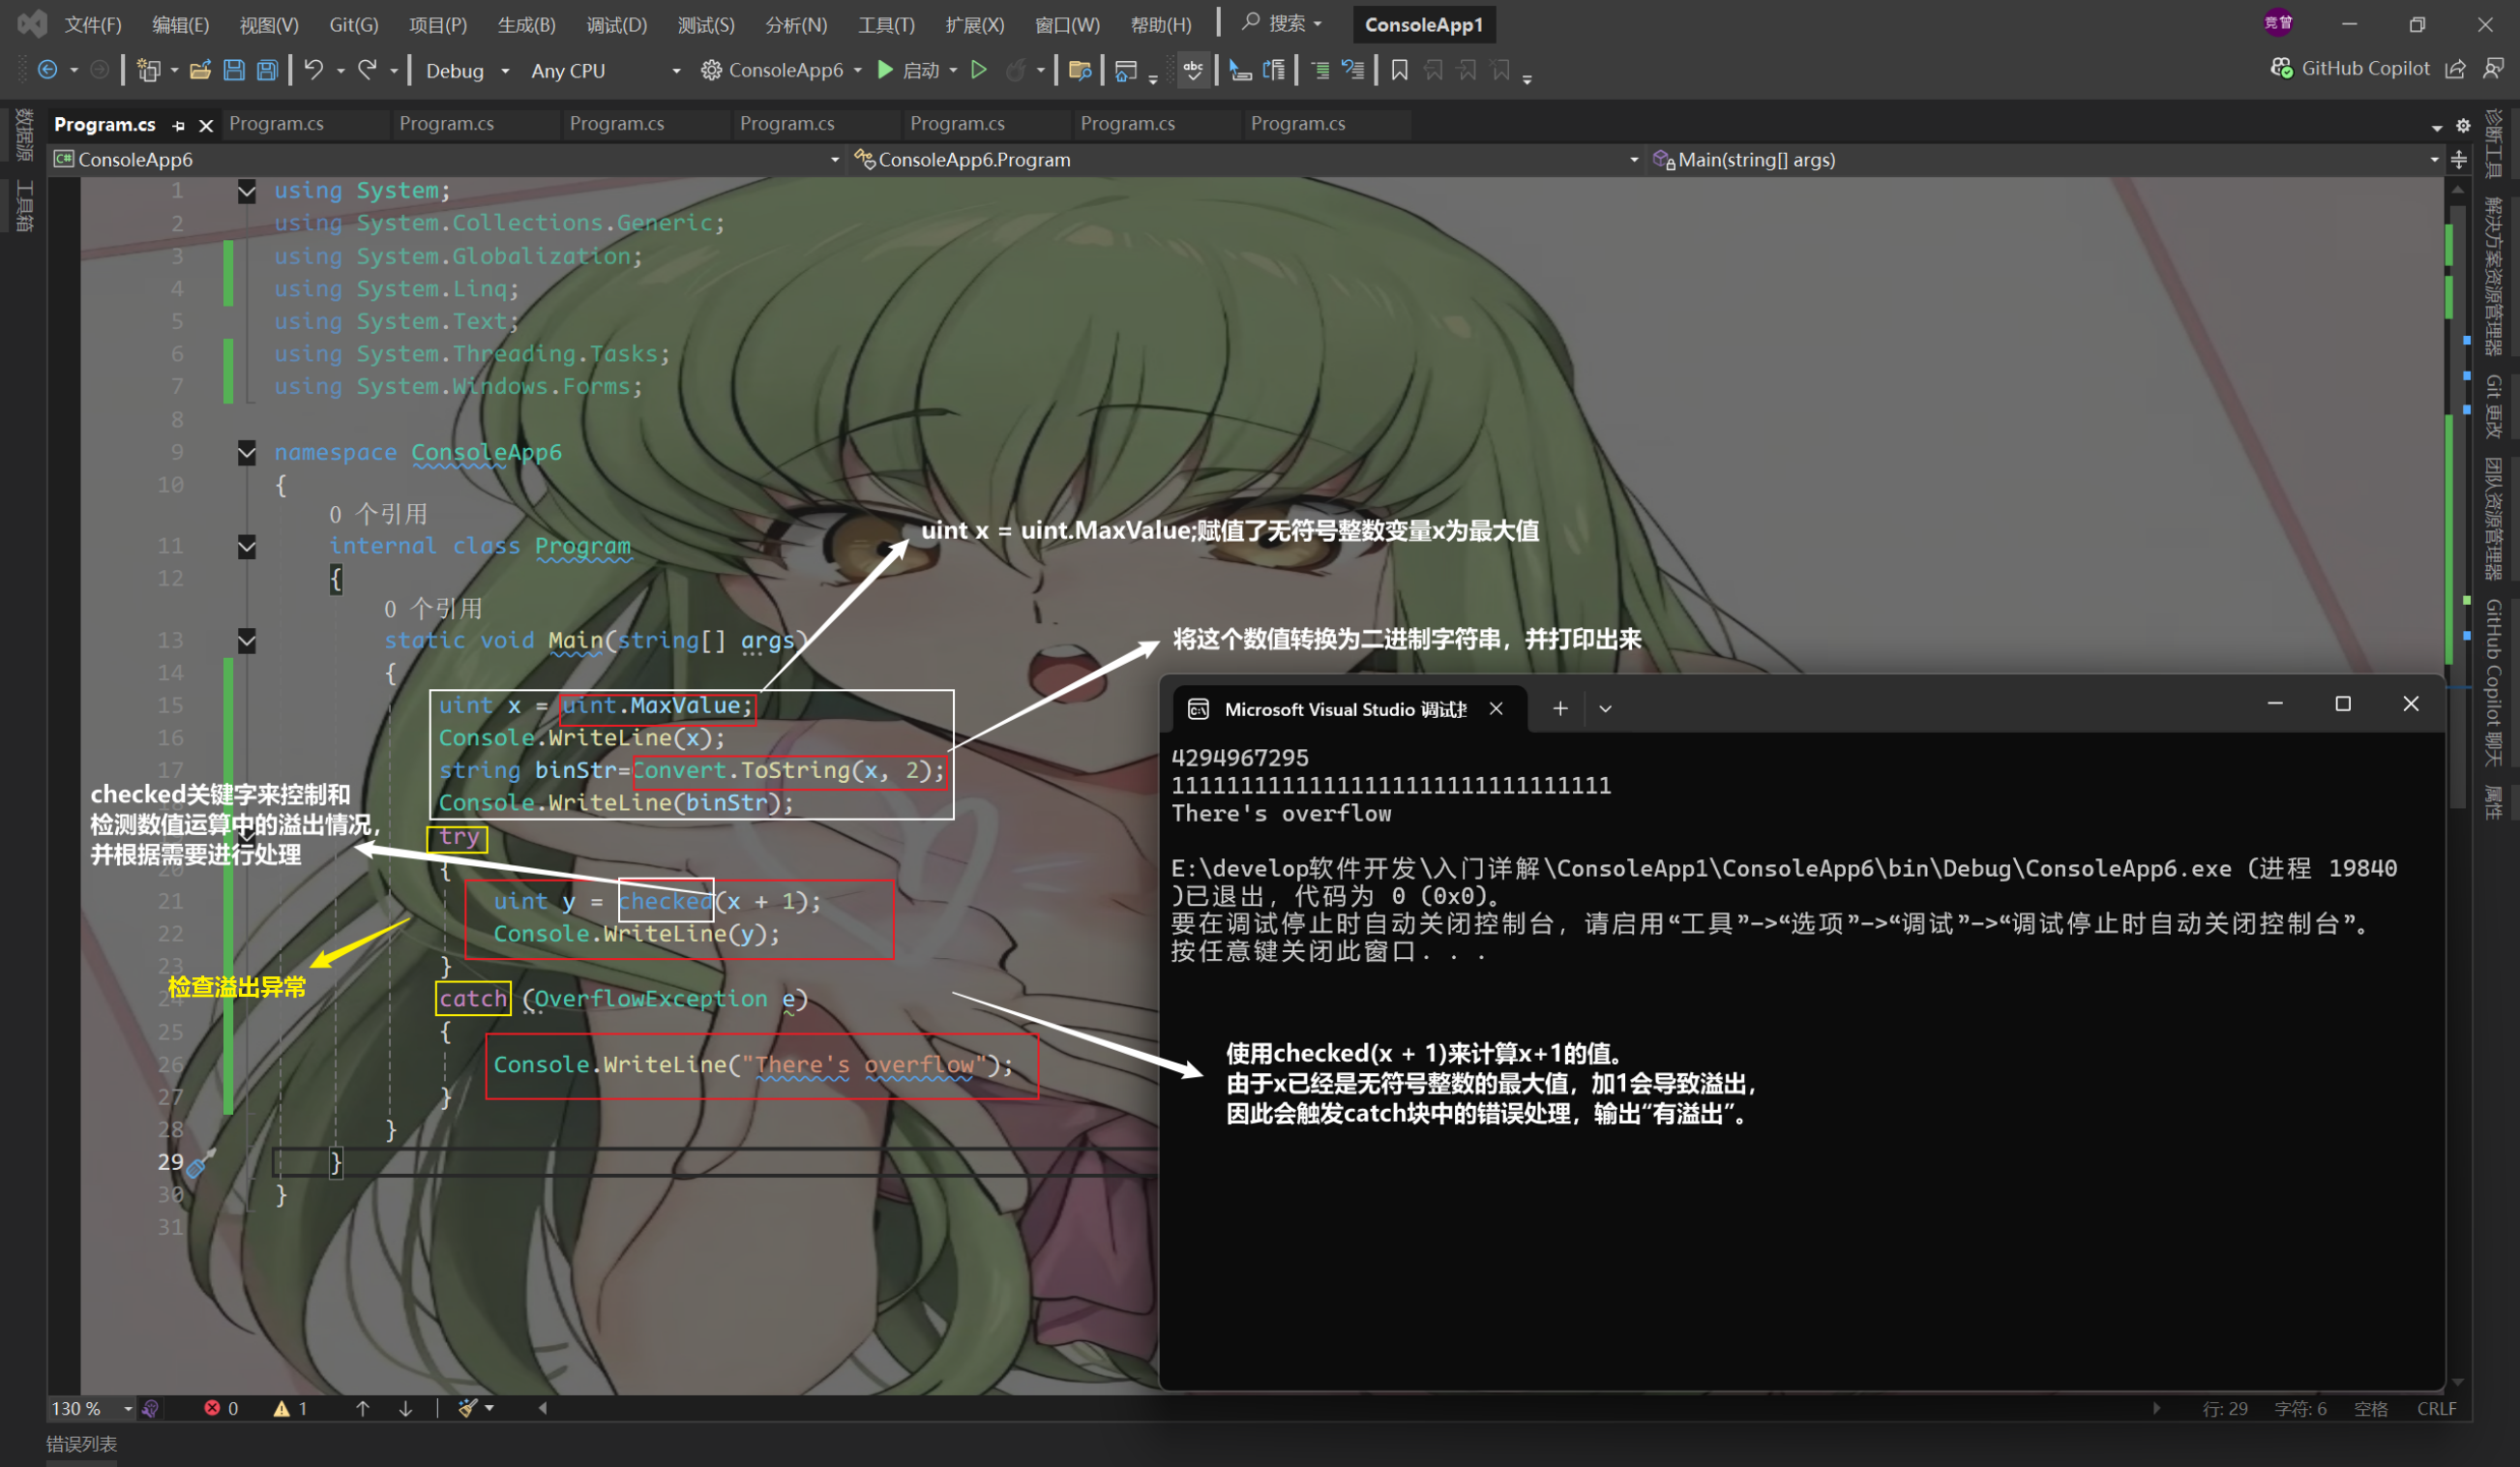 文件(F) 编辑(E) 视图(V) Git(G) 项目(P) 生成(B) 调试(D) 测试(S) 分析(N) 工具(T) 扩展(X) 窗口(W) 帮助(H) 搜索 ConsoleApp1 竞曾
Debug Any CPU ConsoleApp6 启动 abc GitHub Copilot
Program.cs Program.cs Program.cs Program.cs Program.cs Program.cs Program.cs Program.cs
C# ConsoleApp6 ConsoleApp6.Program Main(string[] args)
数据源
工具箱
1 using System;
2 using System.Collections.Generic;
3 using System.Globalization;
4 using System.Linq;
5 using System.Text;
6 using System.Threading.Tasks;
7 using System.Windows.Forms;
8
9 namespace ConsoleApp6
10 {
0 个引用
11 internal class Program
12 {
0 个引用
13 static void Main(string[] args)
14 {
15 uint x = uint.MaxValue;
16 Console.WriteLine(x);
17 string binStr=Convert.ToString(x, 2);
Console.WriteLine(binStr);
try
20 {
21 uint y = checked(x + 1);
22 Console.WriteLine(y);
23 }
24 catch (OverflowException e)
25 {
26 Console.WriteLine("There's overflow");
27 }
28 }
29 }
30 }
31
uint x = uint.MaxValue;赋值了无符号整数变量x为最大值
将这个数值转换为二进制字符串，并打印出来
checked关键字来控制和
检测数值运算中的溢出情况，
并根据需要进行处理
检查溢出异常
Microsoft Visual Studio 调试
4294967295
11111111111111111111111111111111
There's overflow
E:\develop软件开发\入门详解\ConsoleApp1\ConsoleApp6\bin\Debug\ConsoleApp6.exe (进程 19840
)已退出，代码为 0 (0x0)。
要在调试停止时自动关闭控制台，请启用“工具”->“选项”->“调试”->“调试停止时自动关闭控制台”。
按任意键关闭此窗口. . .
使用checked(x + 1)来计算x+1的值。
由于x已经是无符号整数的最大值，加1会导致溢出，
因此会触发catch块中的错误处理，输出“有溢出”。
诊断工具
解决方案资源管理器
Git 更改
团队资源管理器
GitHub Copilot 聊天
属性
130 % 0 1 行: 29 字符: 6 空格 CRLF
错误列表